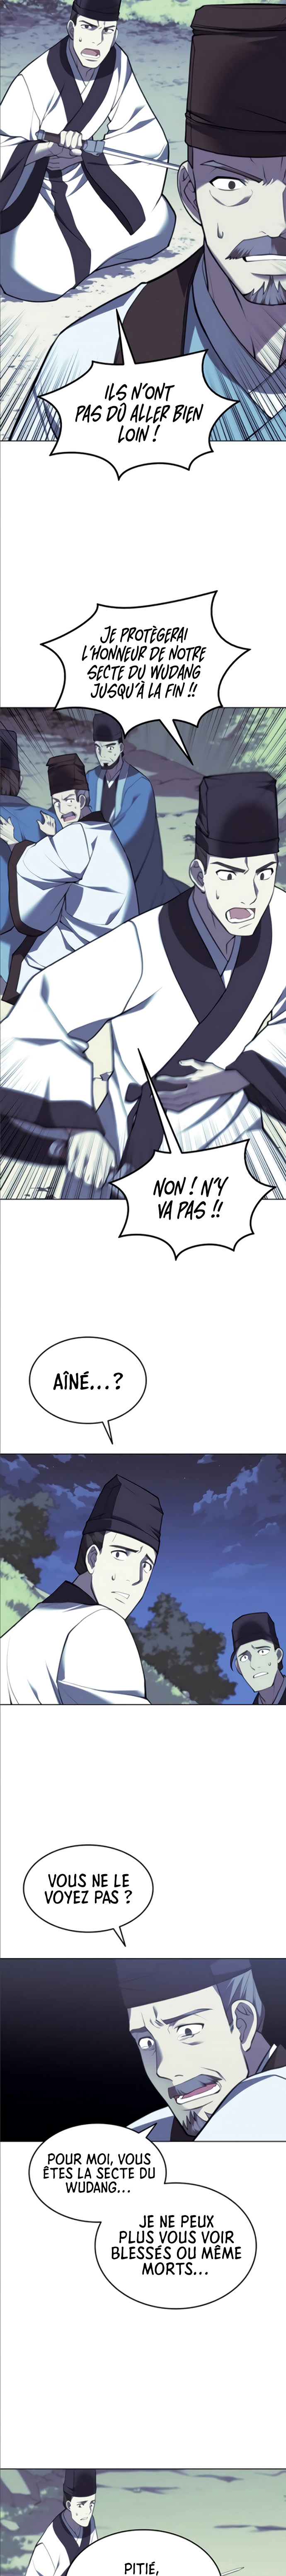 ILS N'ONT
PAS DÛ ALLER BIEN
LOIN !
JE PROTÈGERAI
L'HONNEUR DE NOTRE
SECTE DU WUDANG
JUSQU'À LA FIN !!
NON ! N'Y
VA PAS !!
AÎNÉ...?
VOUS NE LE
VOYEZ PAS ?
POUR MOI, VOUS
ÊTES LA SECTE DU
WUDANG...
JE NE PEUX
PLUS VOUS VOIR
BLESSÉS OU MÊME
MORTS...
PITIÉ,